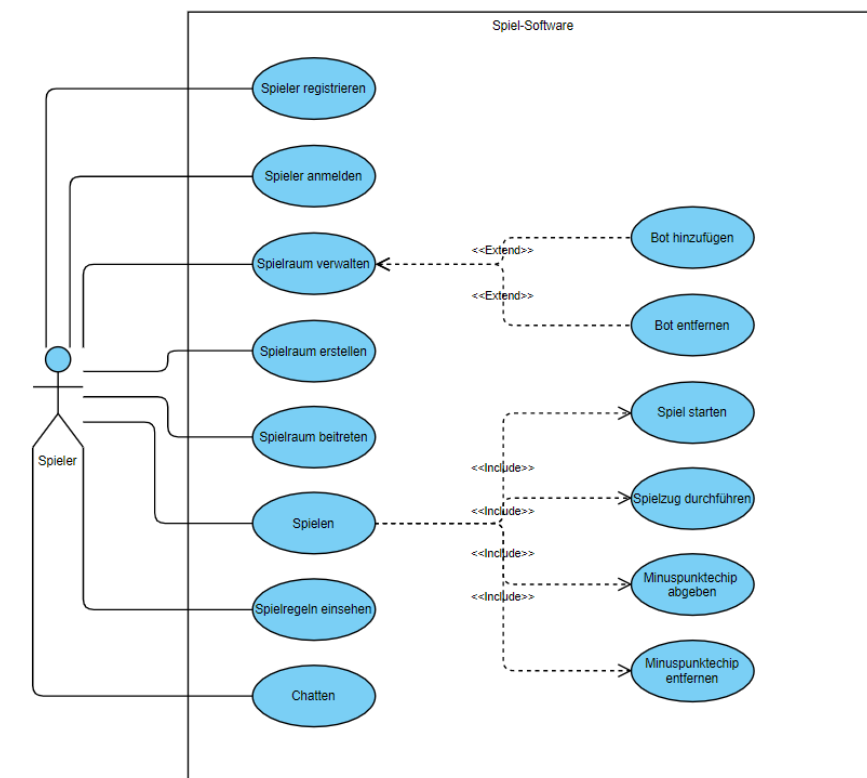 Spiel-Software
Spieler registrieren
Spieler anmelden
Bot hinzufügen
<<Extend>>
Spielraum verwalten
<<Extend>>
Bot entfernen
Spielraum erstellen
Spiel starten
Spielraum beitreten
Spieler
<<Include>>
Spielzug durchführen
<<Include>>
Spielen
<<Include>>
Minuspunktechip
abgeben
<<Include>>
Spielregeln einsehen
Minuspunktechip
entfernen
Chatten